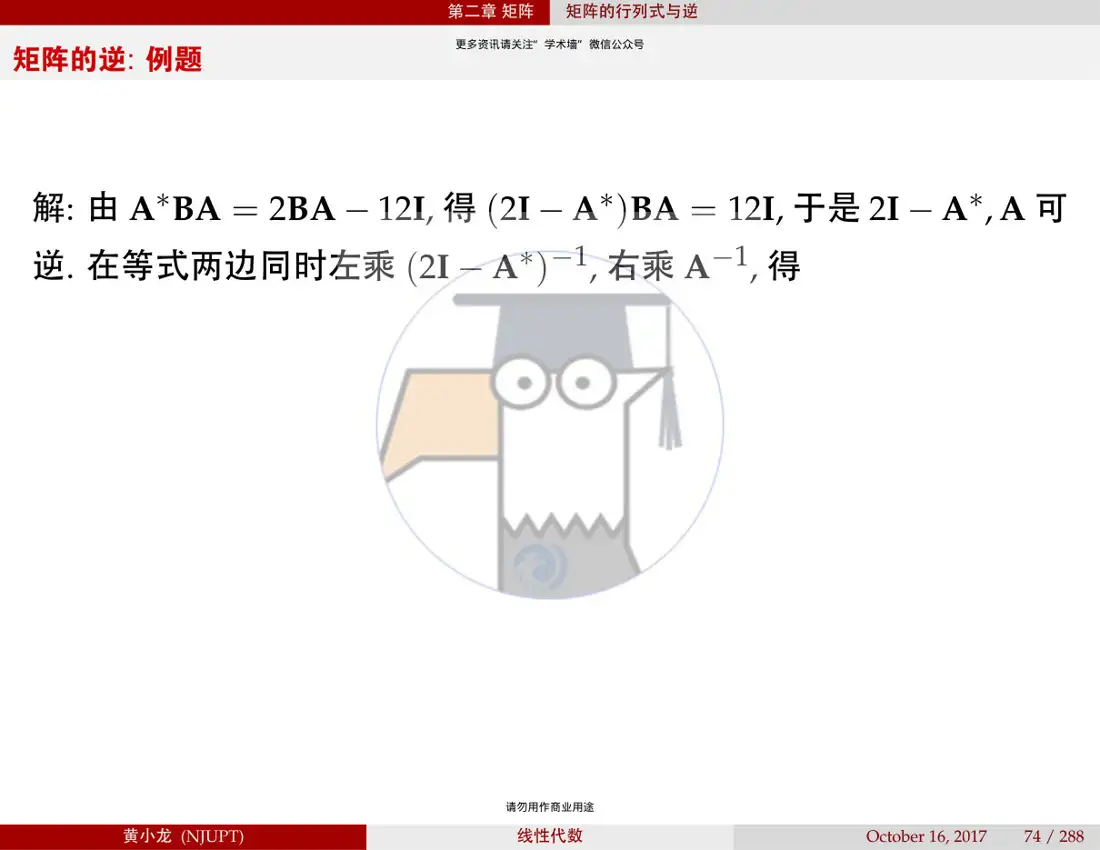 第二章 矩阵 矩阵的行列式与逆
更多资讯请关注“学术墙”微信公众号
矩阵的逆: 例题
解: 由 A*BA = 2BA − 12I, 得 (2I − A*)BA = 12I, 于是 2I − A*, A 可
逆. 在等式两边同时左乘 (2I − A*)⁻¹, 右乘 A⁻¹, 得
请勿用作商业用途
黄小龙 (NJUPT) 线性代数 October 16, 2017 74 / 288